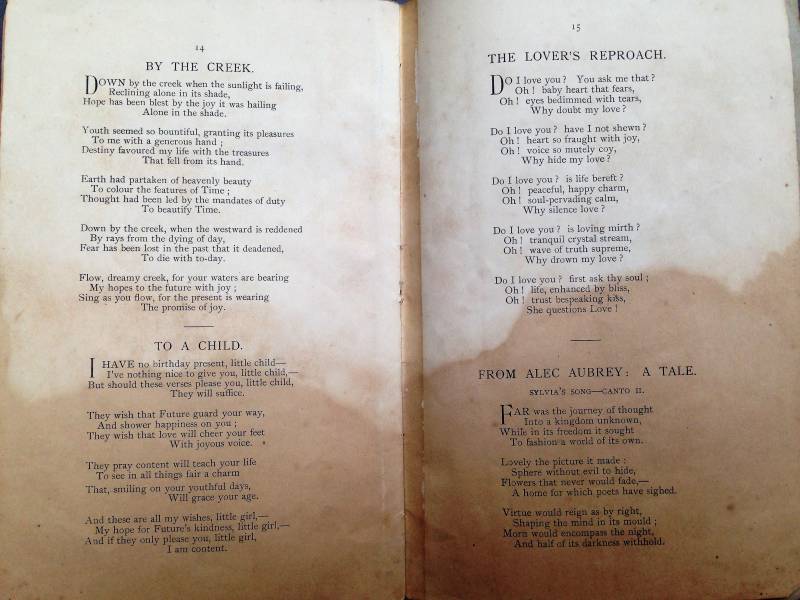 14
BY THE CREEK.
DOWN by the creek when the sunlight is failing,
Reclining alone in its shade,
Hope has been blest by the joy it was hailing
Alone in the shade.
Youth seemed so bountiful, granting its pleasures
To me with a generous hand ;
Destiny favoured my life with the treasures
That fell from its hand.
Earth had partaken of heavenly beauty
To colour the features of Time ;
Thought had been led by the mandates of duty
To beautify Time.
Down by the creek, when the westward is reddened
By rays from the dying of day,
Fear has been lost in the past that it deadened,
To die with to-day.
Flow, dreamy creek, for your waters are bearing
My hopes to the future with joy ;
Sing as you flow, for the present is wearing
The promise of joy.
TO A CHILD.
I HAVE no birthday present, little child—
I've nothing nice to give you, little child,—
But should these verses please you, little child,
They will suffice.
They wish that Future guard your way,
And shower happiness on you ;
They wish that love will cheer your feet
With joyous voice.
They pray content will teach your life
To see in all things fair a charm
That, smiling on your youthful days,
Will grace your age.
And these are all my wishes, little girl,—
My hope for Future's kindness, little girl,—
And if they only please you, little girl,
I am content.
15
THE LOVER'S REPROACH.
DO I love you? You ask me that?
Oh! baby heart that fears,
Oh! eyes bedimmed with tears,
Why doubt my love?
Do I love you? have I not shewn?
Oh! heart so fraught with joy,
Oh! voice so mutely coy,
Why hide my love?
Do I love you? is life bereft?
Oh! peaceful, happy charm,
Oh! soul-pervading calm,
Why silence love?
Do I love you? is loving mirth?
Oh! tranquil crystal stream,
Oh! wave of truth supreme,
Why drown my love?
Do I love you? first ask thy soul ;
Oh! life, enhanced by bliss,
Oh! trust bespeaking kiss,
She questions Love!
FROM ALEC AUBREY: A TALE.
SYLVIA'S SONG—CANTO II.
FAR was the journey of thought
Into a kingdom unknown,
While in its freedom it sought
To fashion a world of its own.
Lovely the picture it made :
Sphere without evil to hide,
Flowers that never would fade,—
A home for which poets have sighed.
Virtue would reign as by right,
Shaping the mind in its mould ;
Morn would encompass the night,
And half of its darkness withhold.